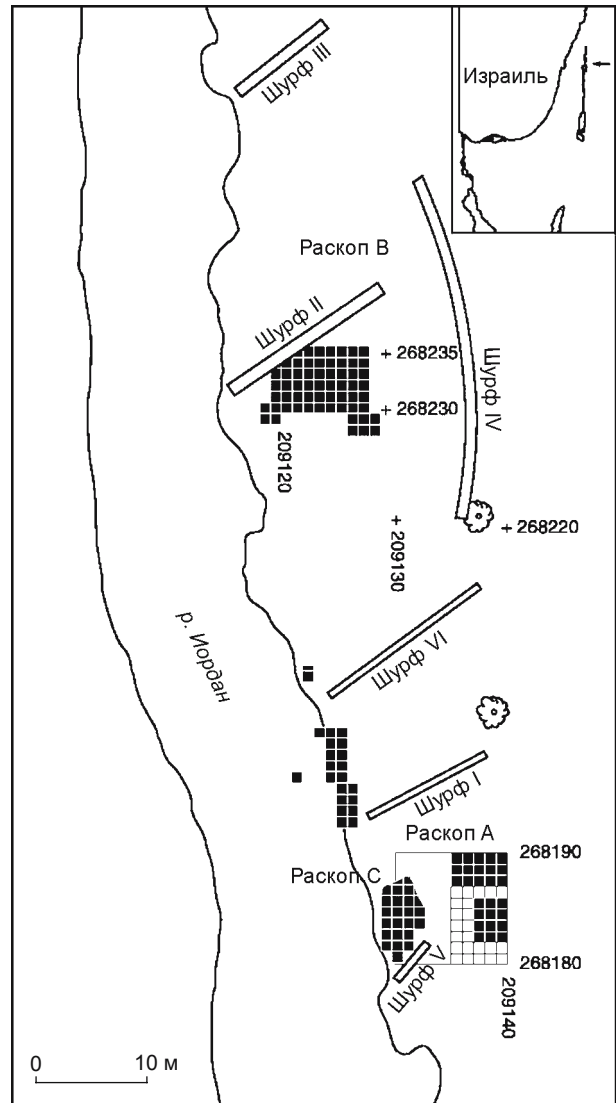 Шурф III
Израиль
Раскоп В
Шурф II
+ 268235
Шурф IV
+ 268230
209120
+ 268220
+ 209130
р. Иордан
Шурф VI
Шурф I
Раскоп А
268190
Раскоп С
Шурф V
268180
209140
0 10 м